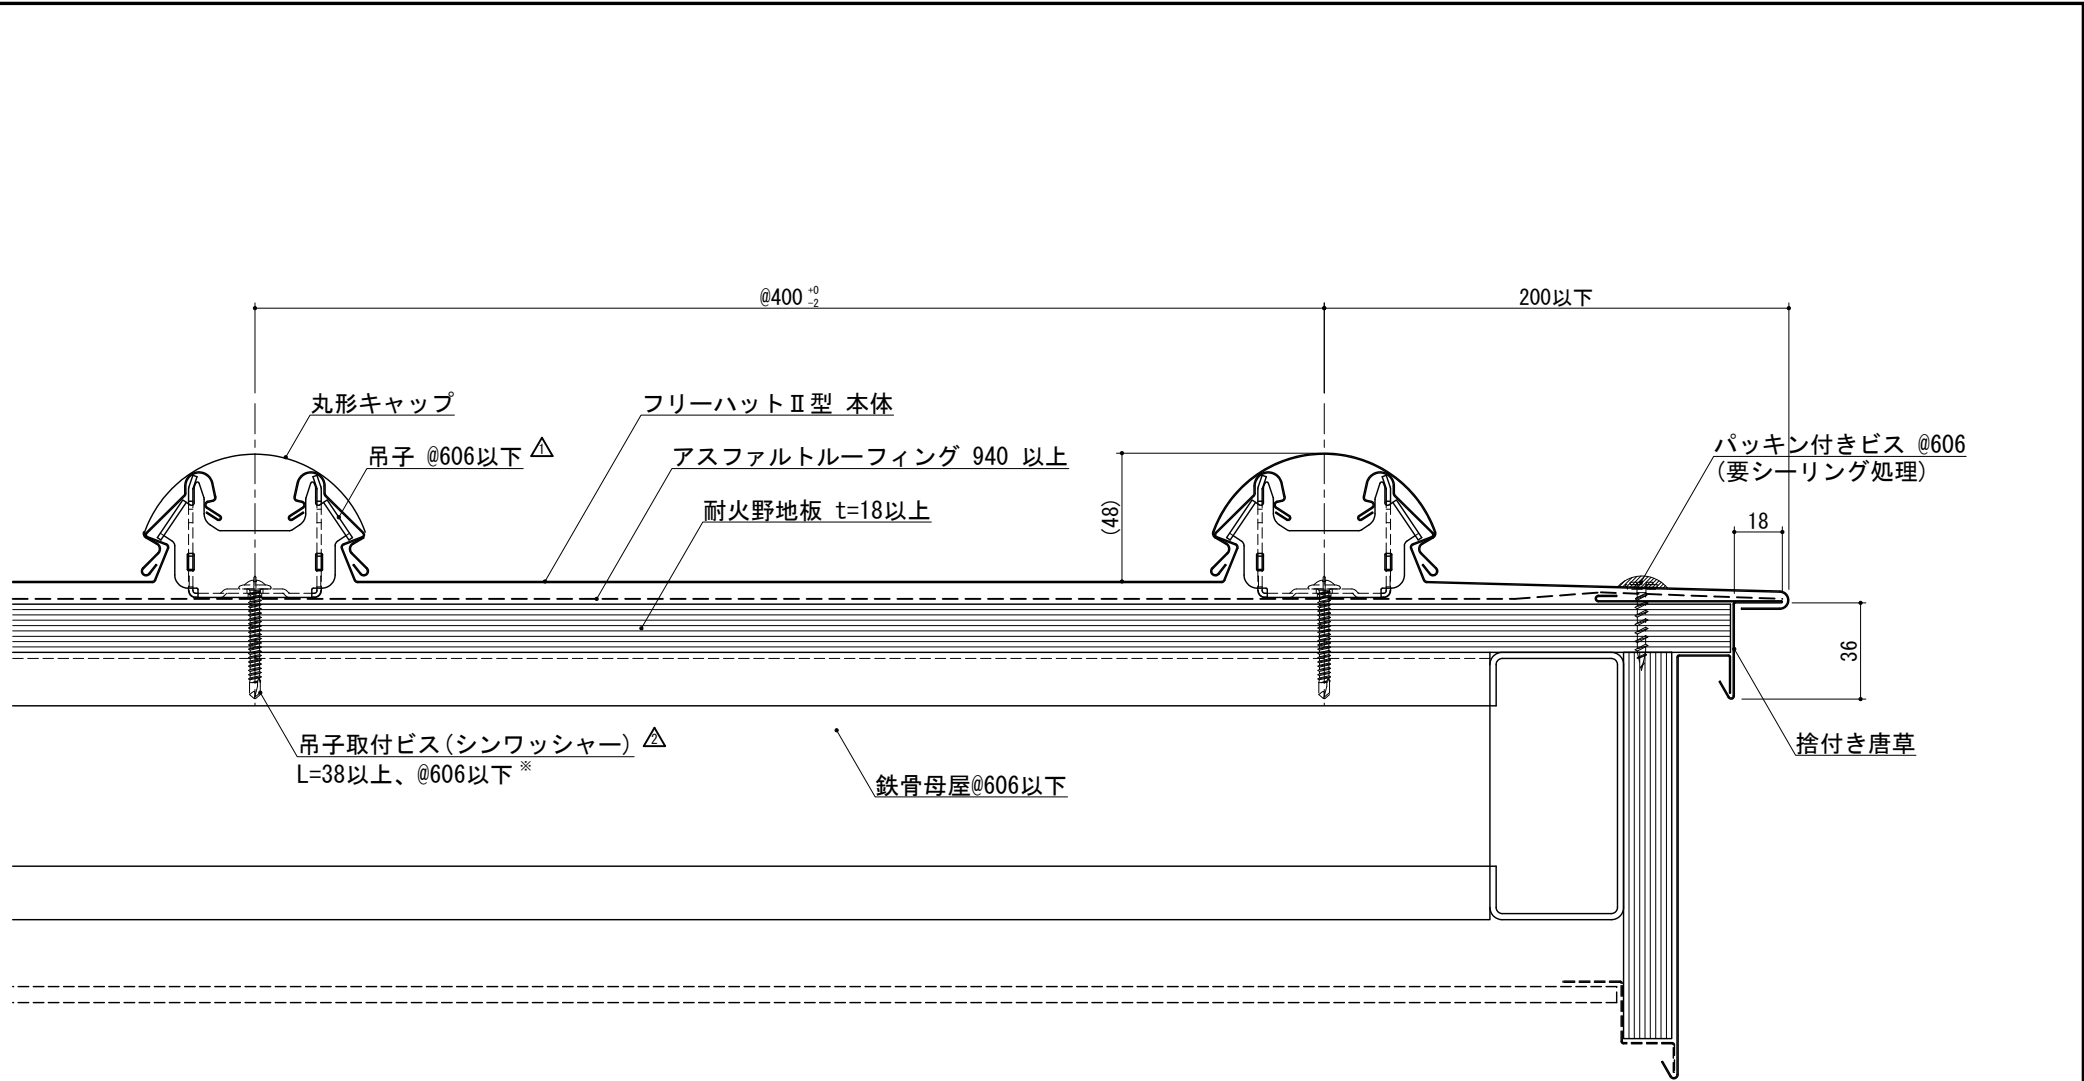 @400 +0 -2
200以下
丸形キャップ
フリーハットⅡ型 本体
吊子 @606以下 1
アスファルトルーフィング 940 以上
パッキン付きビス @606
(要シーリング処理)
耐火野地板 t=18以上
(48)
18
36
吊子取付ビス(シンワッシャー) 2
L=38以上、@606以下 ※
鉄骨母屋@606以下
捨付き唐草